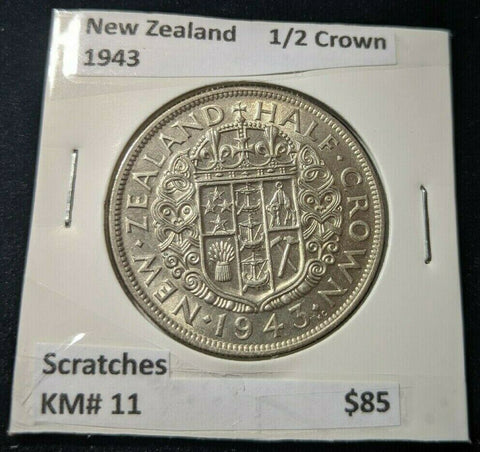 New Zealand 1/2 Crown
1943
NEW · ZEALAND · HALF · CROWN
· 1943 ·
Scratches
KM# 11 $85